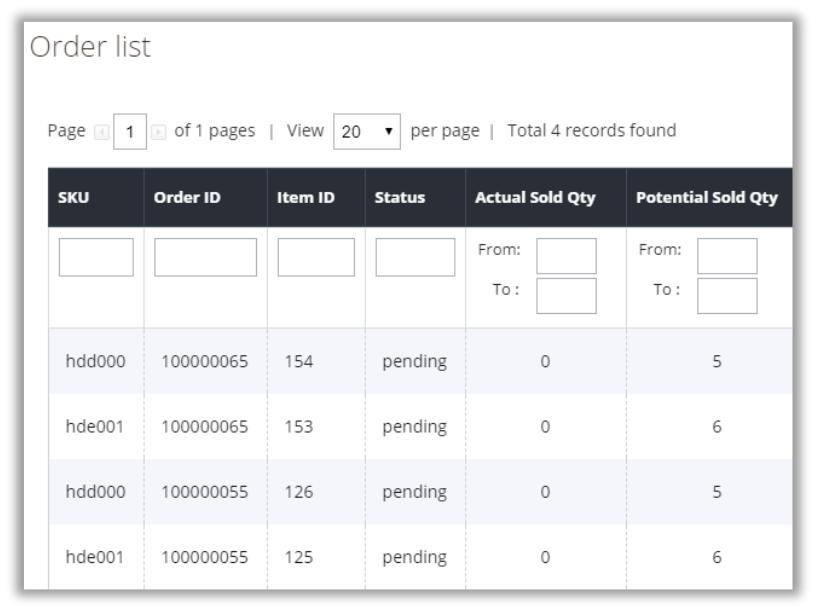 Order list
Page 1 of 1 pages | View 20 per page | Total 4 records found
SKU Order ID Item ID Status Actual Sold Qty Potential Sold Qty
From: From:
To : To :
hdd000 100000065 154 pending 0 5
hde001 100000065 153 pending 0 6
hdd000 100000055 126 pending 0 5
hde001 100000055 125 pending 0 6